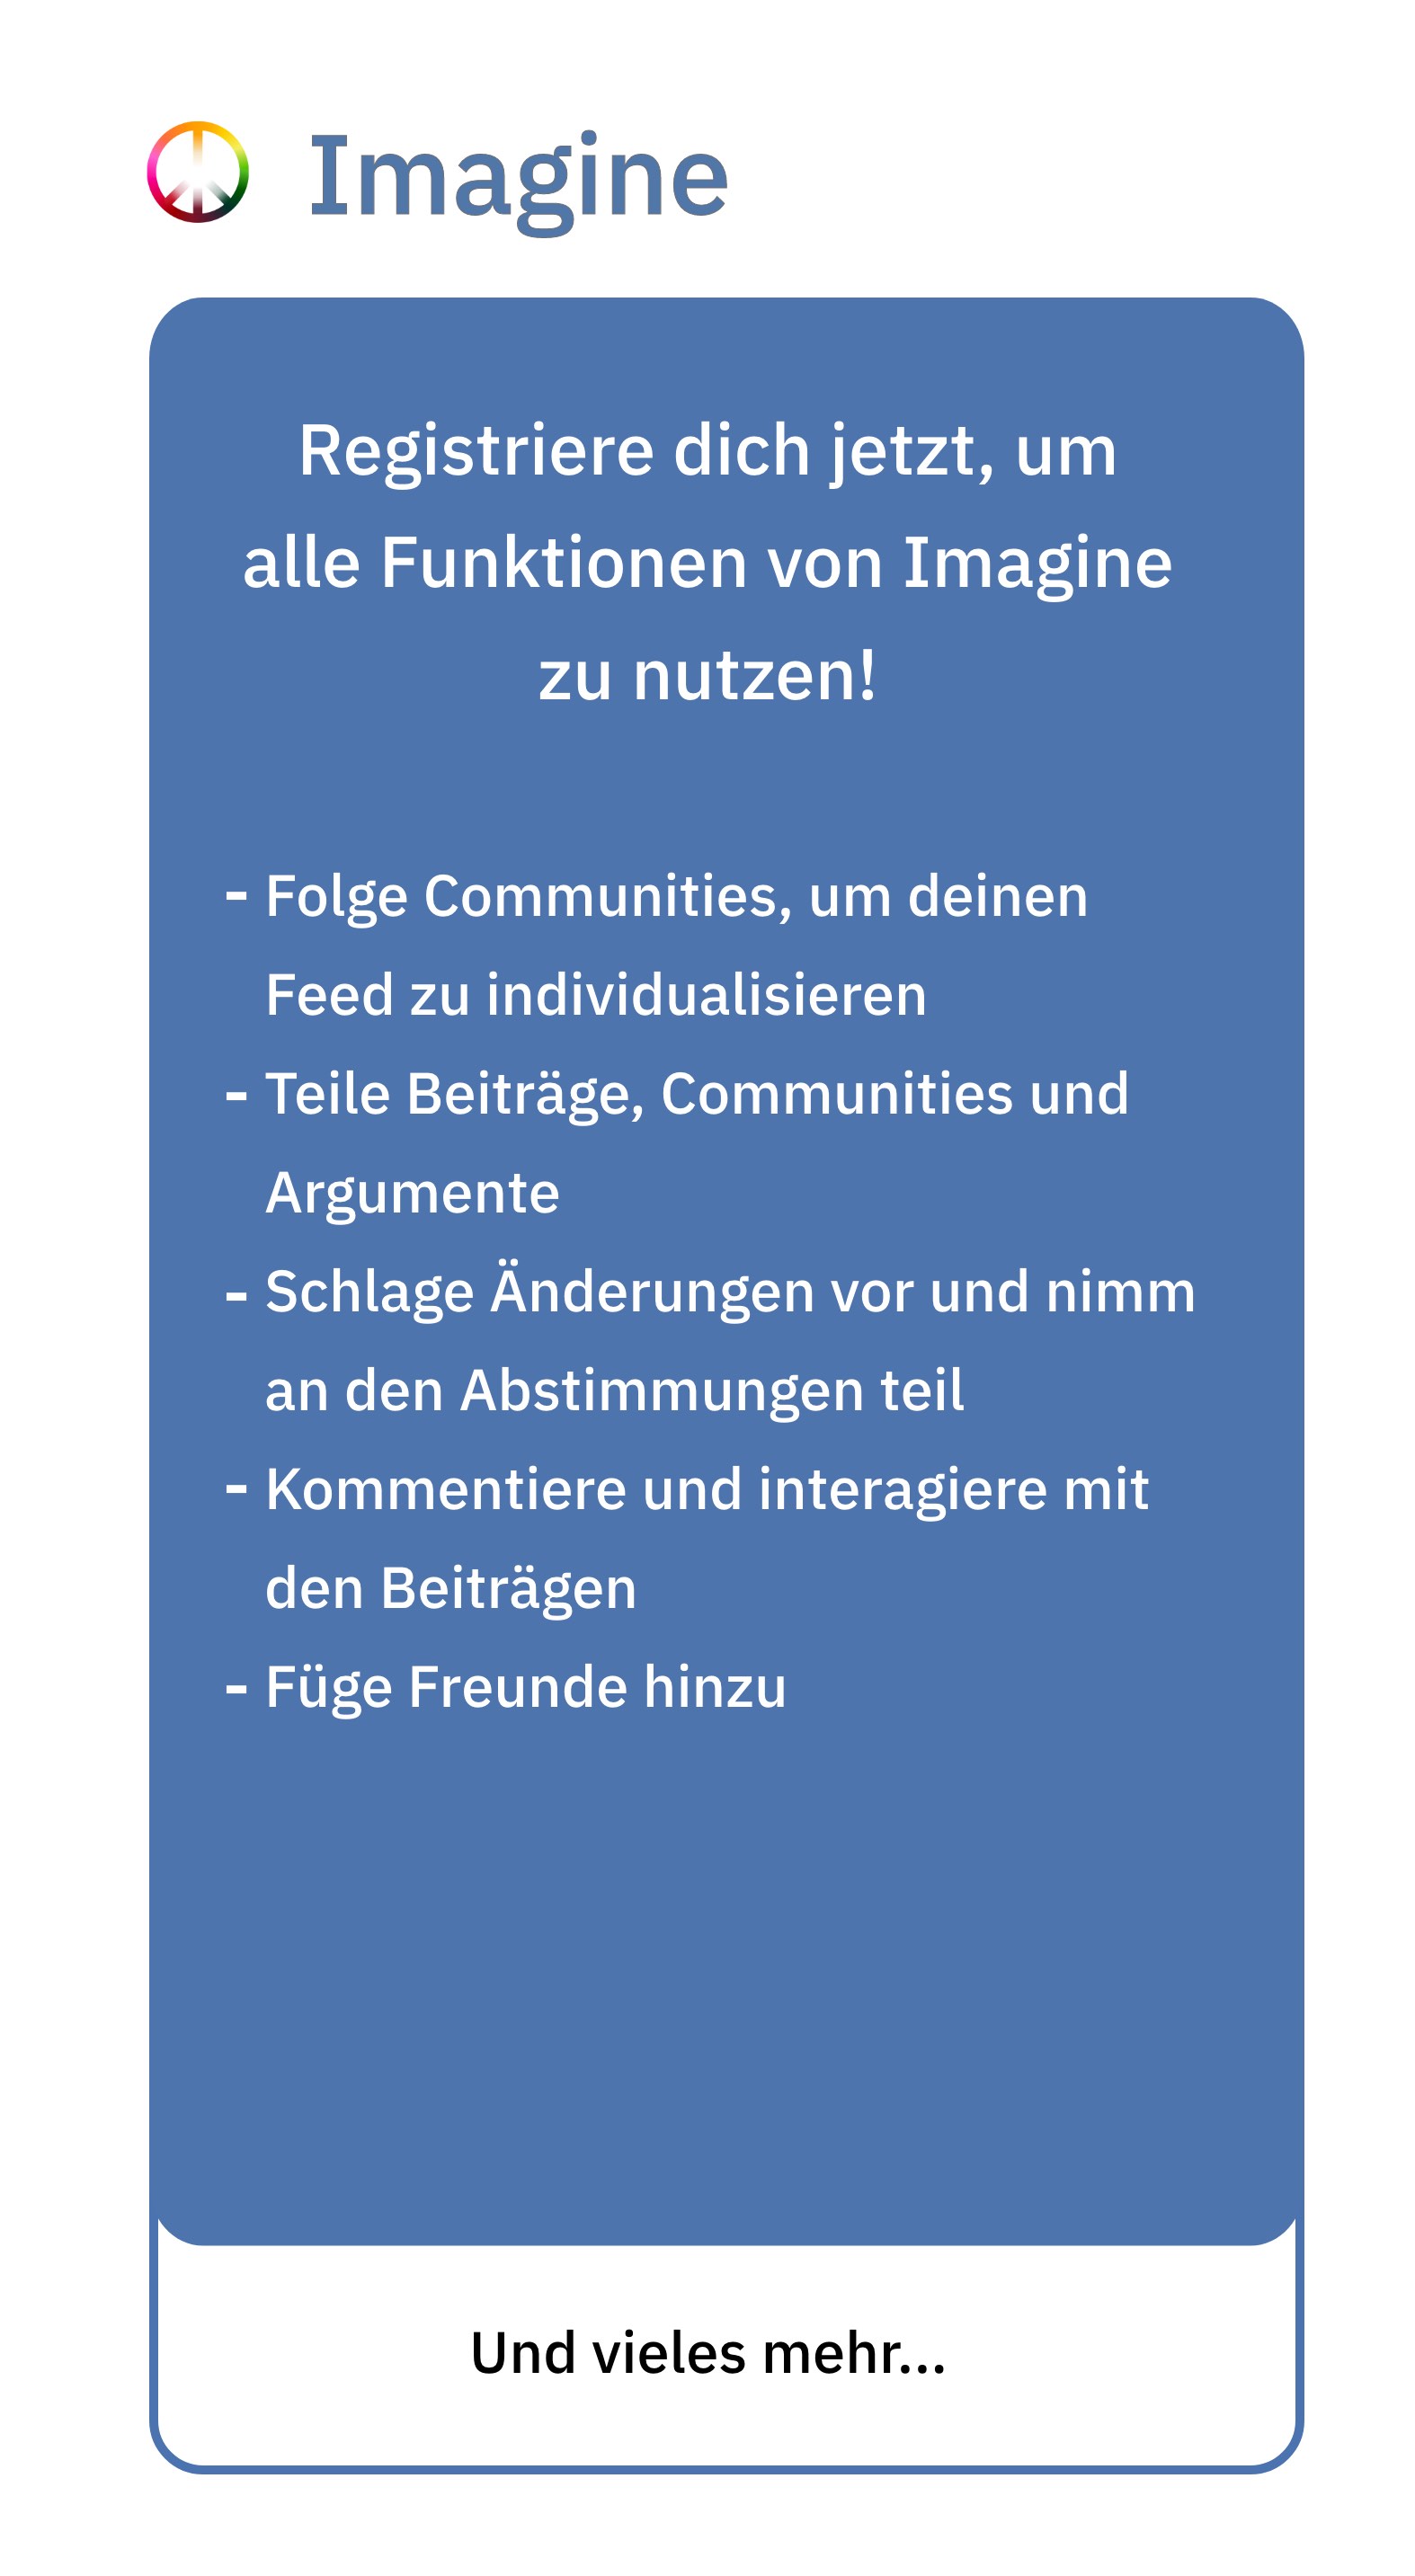 Imagine
Registriere dich jetzt, um
alle Funktionen von Imagine
zu nutzen!
- Folge Communities, um deinen
Feed zu individualisieren
- Teile Beiträge, Communities und
Argumente
- Schlage Änderungen vor und nimm
an den Abstimmungen teil
- Kommentiere und interagiere mit
den Beiträgen
- Füge Freunde hinzu
Und vieles mehr...